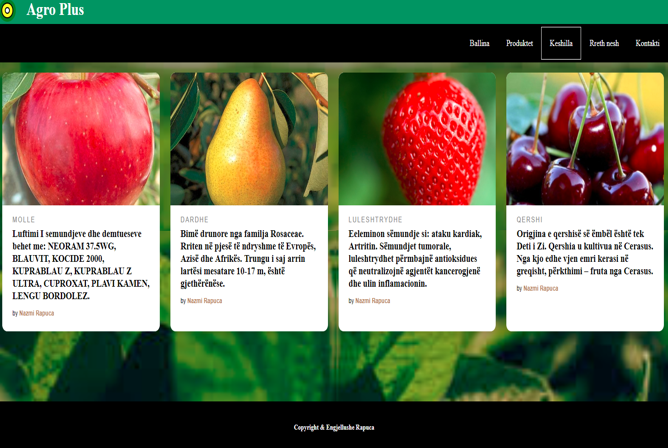 Agro Plus
Ballina Produktet Keshilla Rreth nesh Kontakti
MOLLE
Luftimi I semundjeve dhe demtueseve
behet me: NEORAM 37.5WG,
BLAUVIT, KOCIDE 2000,
KUPRABLAU Z, KUPRABLAU Z
ULTRA, CUPROXAT, PLAVI KAMEN,
LENGU BORDOLEZ.
by Nazmi Rapuca
DARDHE
Bimë drunore nga familja Rosaceae.
Rriten në pjesë të ndryshme të Evropës,
Azisë dhe Afrikës. Trungu i saj arrin
lartësi mesatare 10-17 m, është
gjethërënëse.
by Nazmi Rapuca
LULESHTRYDHE
Eeleminon sëmundje si: ataku kardiak,
Artritin. Sëmundjet tumorale,
luleshtrydhet përmbajnë antioksidues
që neutralizojnë agjentët kancerogjenë
dhe ulin inflamacionin.
by Nazmi Rapuca
QERSHI
Origjina e qershisë së ëmbël është tek
Deti i Zi. Qershia u kultivua në Cerasus.
Nga kjo edhe vjen emri kerasi në
greqisht, përkthimi – fruta nga Cerasus.
by Nazmi Rapuca
Copyright & Engjellushe Rapuca